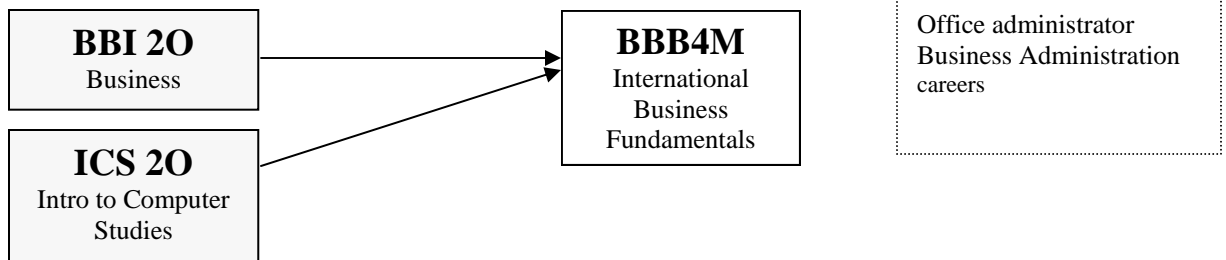 BBI 2O
Business
ICS 2O
Intro to Computer
Studies
BBB4M
International
Business
Fundamentals
Office administrator
Business Administration
careers